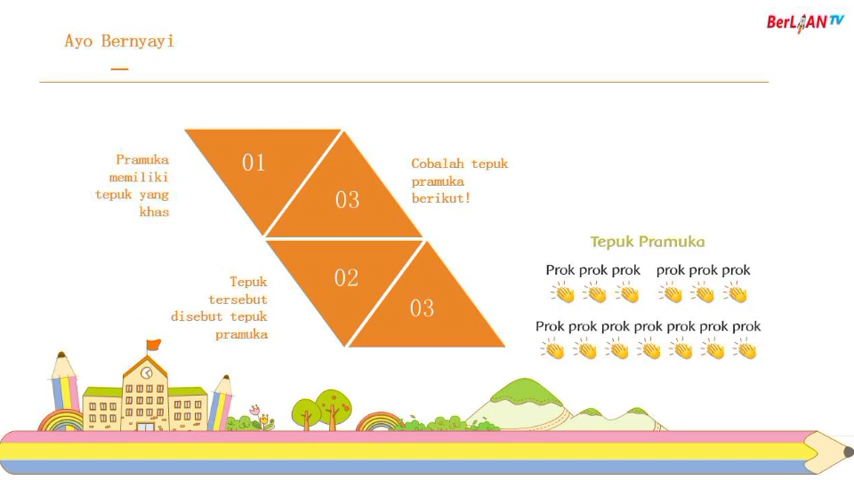 BerLIAN TV
Ayo Bernyayi
Pramuka
memiliki
tepuk yang
khas
01
03
Cobalah tepuk
pramuka
berikut!
Tepuk
tersebut
disebut tepuk
pramuka
02
03
Tepuk Pramuka
Prok prok prok prok prok prok
Prok prok prok prok prok prok prok